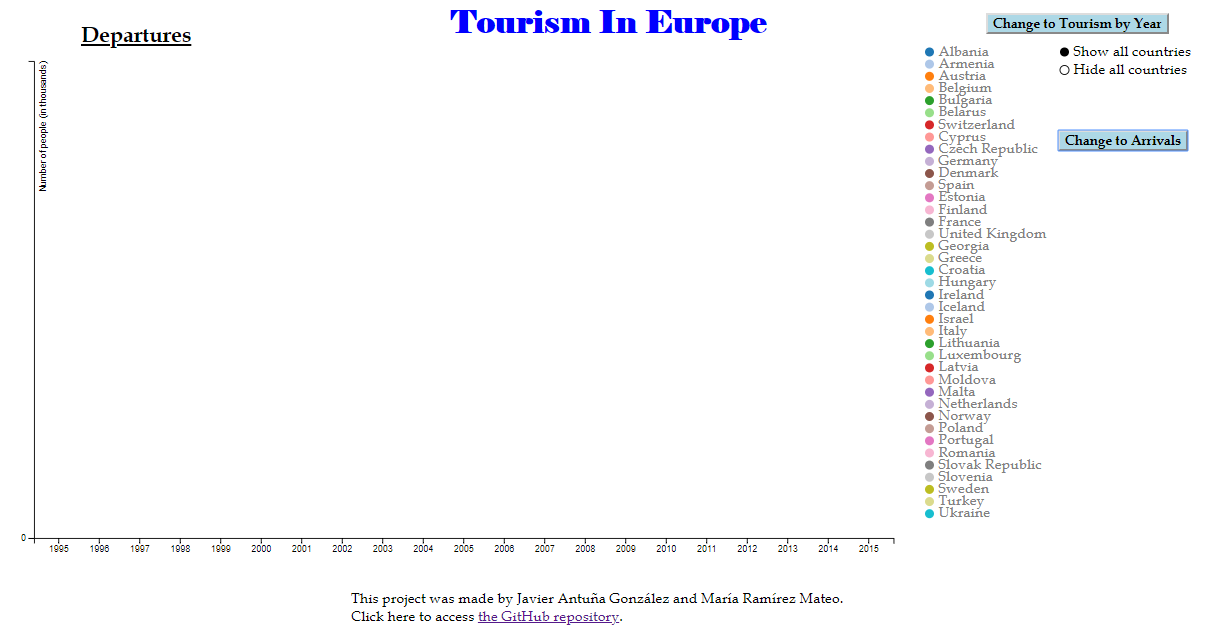 Tourism In Europe
Departures
Change to Tourism by Year
Number of people (in thousands)
0
1995 1996 1997 1998 1999 2000 2001 2002 2003 2004 2005 2006 2007 2008 2009 2010 2011 2012 2013 2014 2015
Albania
Armenia
Austria
Belgium
Bulgaria
Belarus
Switzerland
Cyprus
Czech Republic
Germany
Denmark
Spain
Estonia
Finland
France
United Kingdom
Georgia
Greece
Croatia
Hungary
Ireland
Iceland
Israel
Italy
Lithuania
Luxembourg
Latvia
Moldova
Malta
Netherlands
Norway
Poland
Portugal
Romania
Slovak Republic
Slovenia
Sweden
Turkey
Ukraine
Show all countries
Hide all countries
Change to Arrivals
This project was made by Javier Antuña González and María Ramírez Mateo.
Click here to access the GitHub repository.